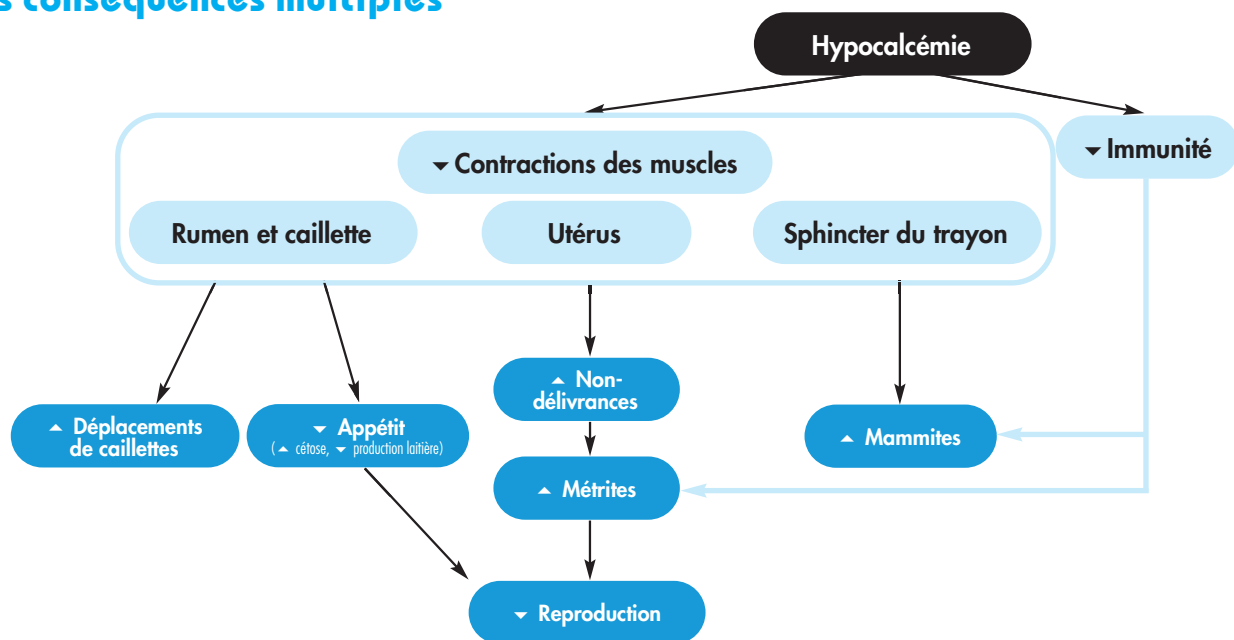 s conséquences multiples
Hypocalcémie
▼ Contractions des muscles
▼ Immunité
Rumen et caillette
Utérus
Sphincter du trayon
▲ Non-
délivrances
▲ Déplacements
de caillettes
▼ Appétit
(▲ cétose, ▼ production laitière)
▲ Mammites
▲ Métrites
▼ Reproduction